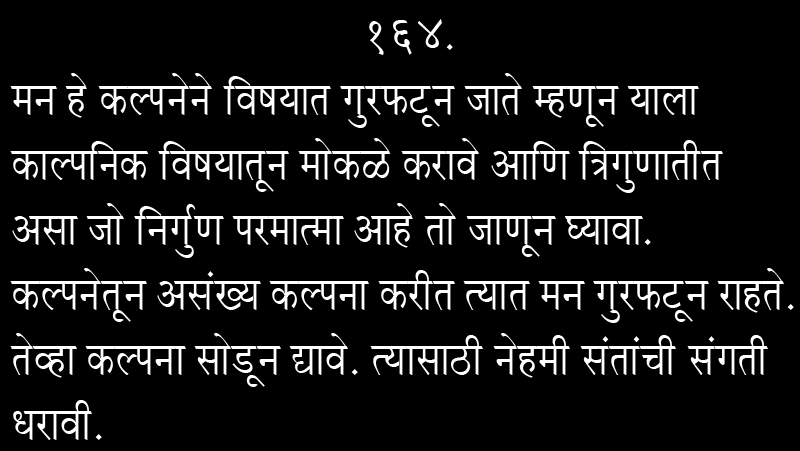 १६४.
मन हे कल्पनेने विषयात गुरफटून जाते म्हणून याला
काल्पनिक विषयातून मोकळे करावे आणि त्रिगुणातीत
असा जो निर्गुण परमात्मा आहे तो जाणून घ्यावा.
कल्पनेतून असंख्य कल्पना करीत त्यात मन गुरफटून राहते.
तेव्हा कल्पना सोडून द्यावे. त्यासाठी नेहमी संतांची संगती
धरावी.